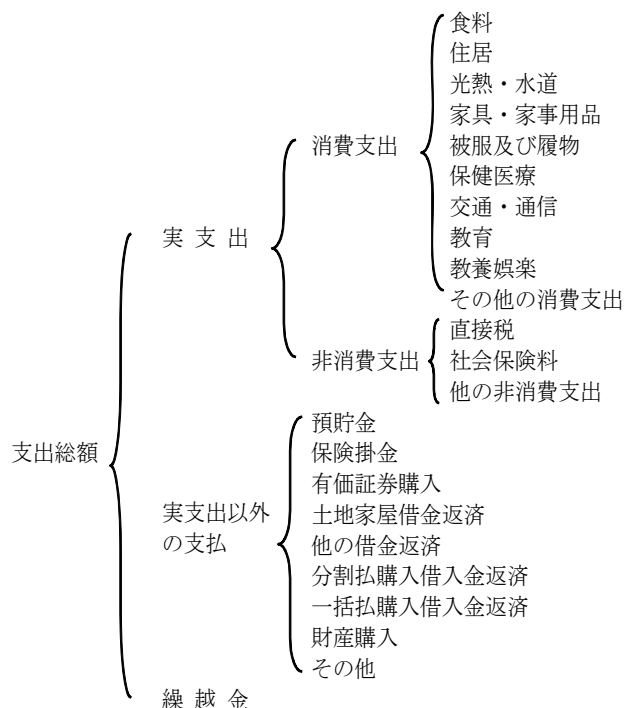 支出総額
実支出
消費支出
食料
住居
光熱・水道
家具・家事用品
被服及び履物
保健医療
交通・通信
教育
教養娯楽
その他の消費支出
非消費支出
直接税
社会保険料
他の非消費支出
実支出以外
の支払
預貯金
保険掛金
有価証券購入
土地家屋借金返済
他の借金返済
分割払購入借入金返済
一括払購入借入金返済
財産購入
その他
繰越金